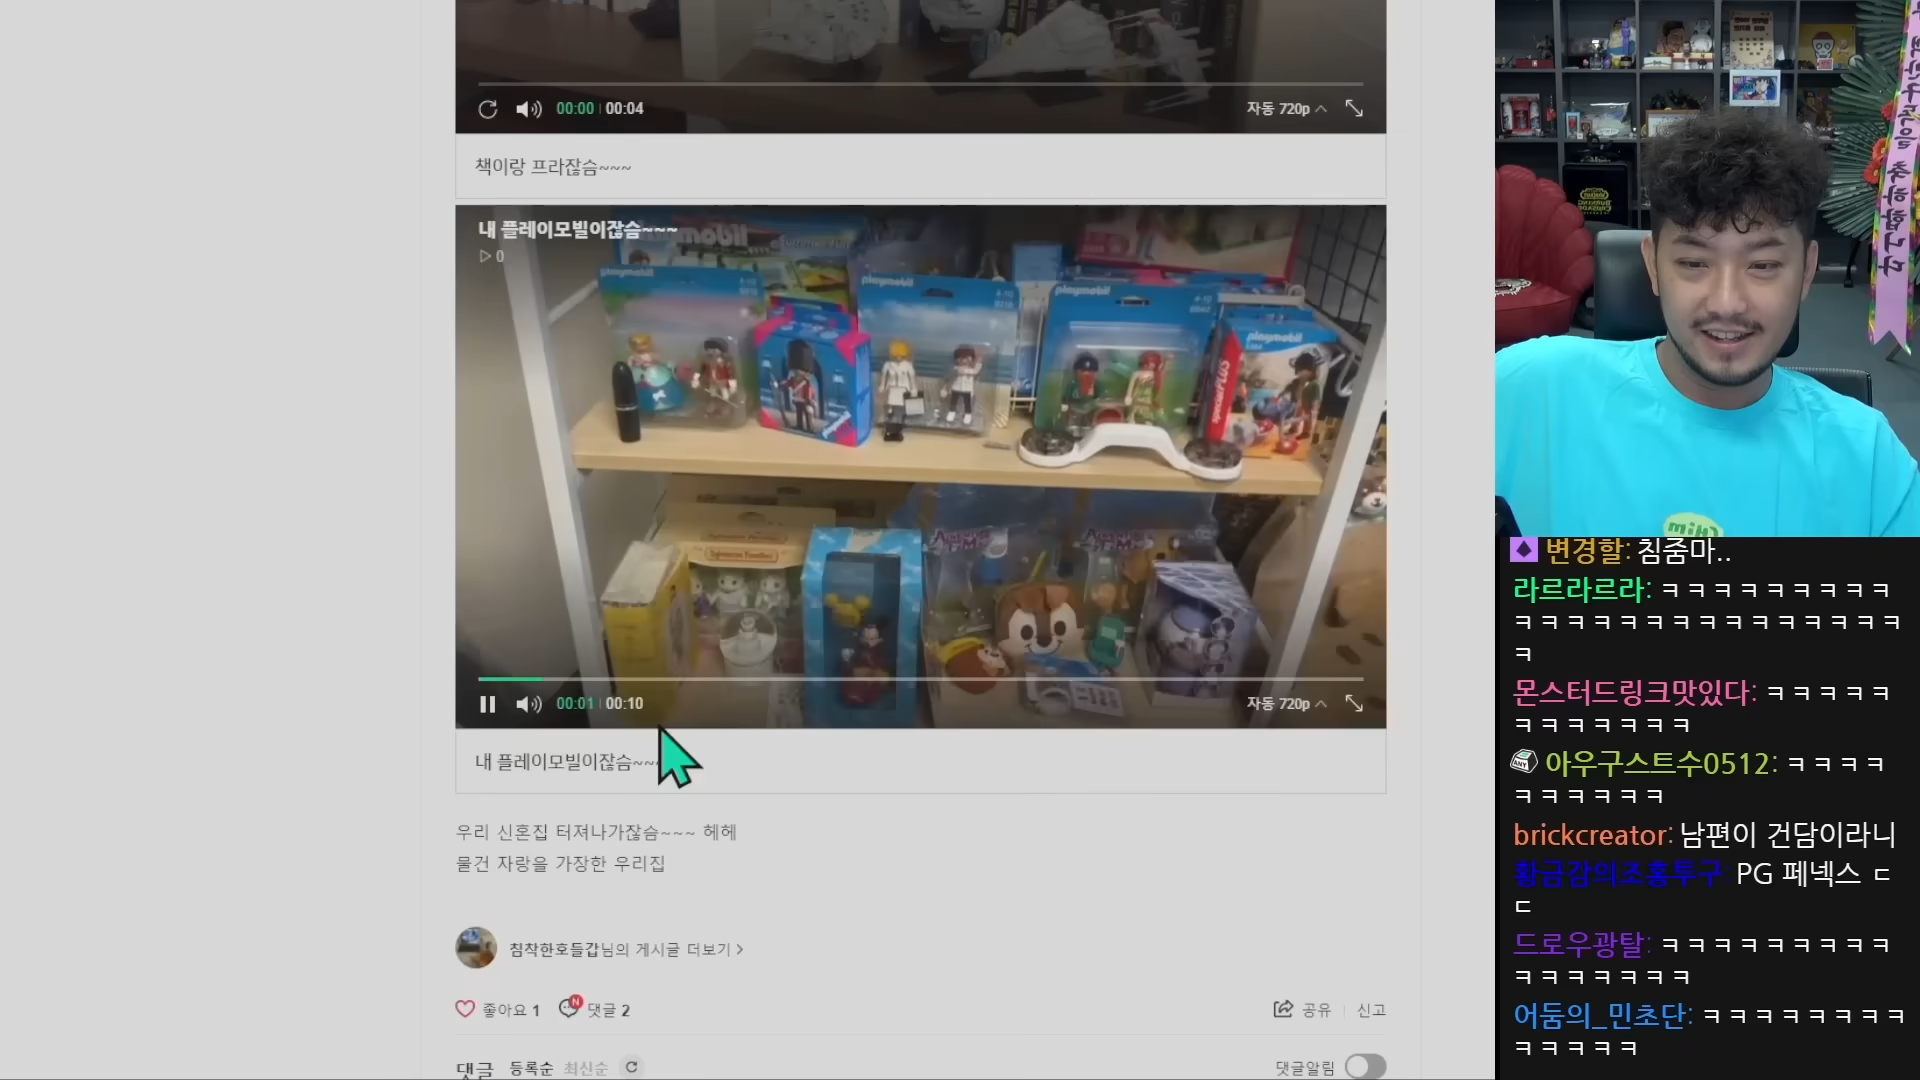 00:00 00:04
자동 720p
책이랑 프라잖슴~~~
내 플레이모빌이잖슴~~~
0
playmobil
playmobil
playmobil
playmobil
SpecialPLUS
00:01 00:10
자동 720p
내 플레이모빌이잖슴~~
우리 신혼집 터져나가잖슴~~~ 헤헤
물건 자랑을 가장한 우리집
침착한호들갑님의 게시글 더보기
좋아요 1 N 댓글 2
공유 신고
댓글 등록순 최신순
댓글알림
변경할: 침줌마..
라르라르라: ㅋㅋㅋㅋㅋㅋㅋㅋㅋ
ㅋㅋㅋㅋㅋㅋㅋㅋㅋㅋㅋㅋㅋㅋㅋ
ㅋ
몬스터드링크맛있다: ㅋㅋㅋㅋㅋ
ㅋㅋㅋㅋㅋㅋㅋ
아우구스트수0512: ㅋㅋㅋㅋ
ㅋㅋㅋㅋㅋㅋ
brickcreator: 남편이 건담이라니
황금감의조홍투구: PG 페넥스 ㄷ
ㄷ
드로우광탈: ㅋㅋㅋㅋㅋㅋㅋㅋㅋ
ㅋㅋㅋㅋㅋㅋㅋ
어둠의_민초단: ㅋㅋㅋㅋㅋㅋㅋㅋ
ㅋㅋㅋㅋㅋ